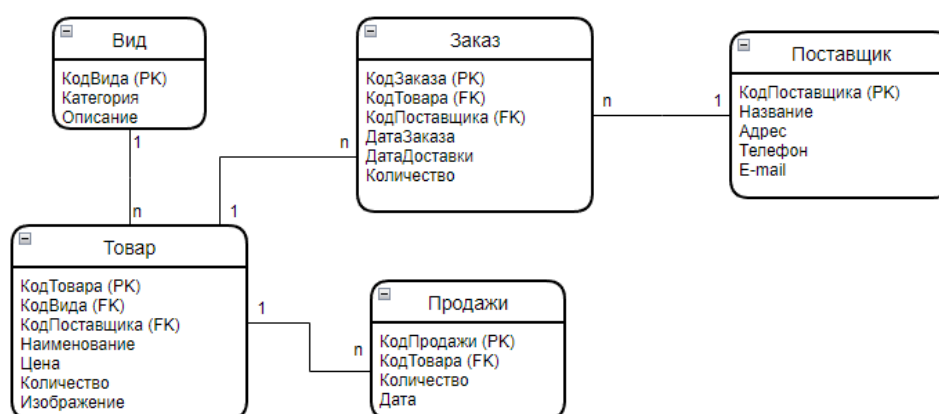 Вид
КодВида (PK)
Категория
Описание
1
n
Заказ
КодЗаказа (PK)
КодТовара (FK)
КодПоставщика (FK)
ДатаЗаказа
ДатаДоставки
Количество
n
1
n
1
Поставщик
КодПоставщика (PK)
Название
Адрес
Телефон
E-mail
Товар
КодТовара (PK)
КодВида (FK)
КодПоставщика (FK)
Наименование
Цена
Количество
Изображение
1
n
Продажи
КодПродажи (PK)
КодТовара (FK)
Количество
Дата